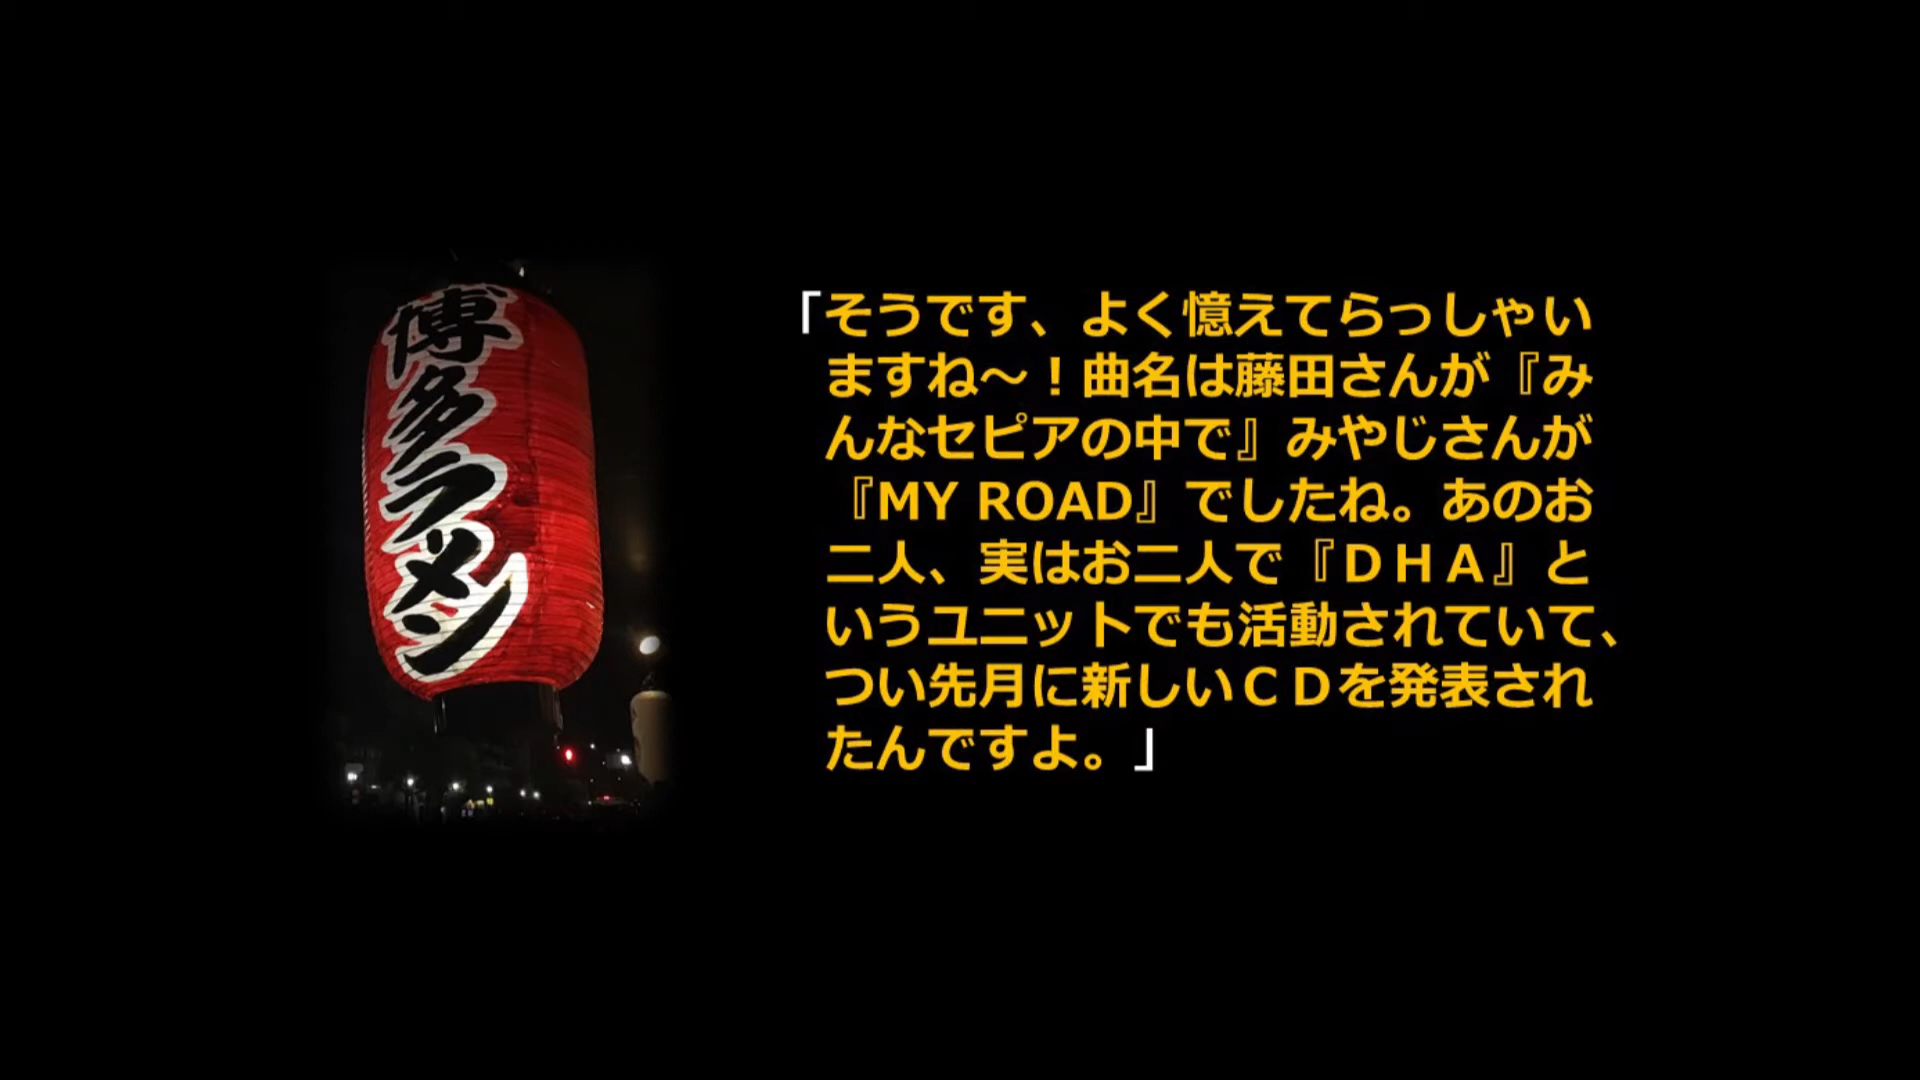 博多ラーメン
「そうです、よく憶えてらっしゃい
ますね～！曲名は藤田さんが『み
んなセピアの中で』みやじさんが
『MY ROAD』でしたね。あのお
二人、実はお二人で『ＤＨＡ』と
いうユニットでも活動されていて、
つい先月に新しいＣＤを発表され
たんですよ。」